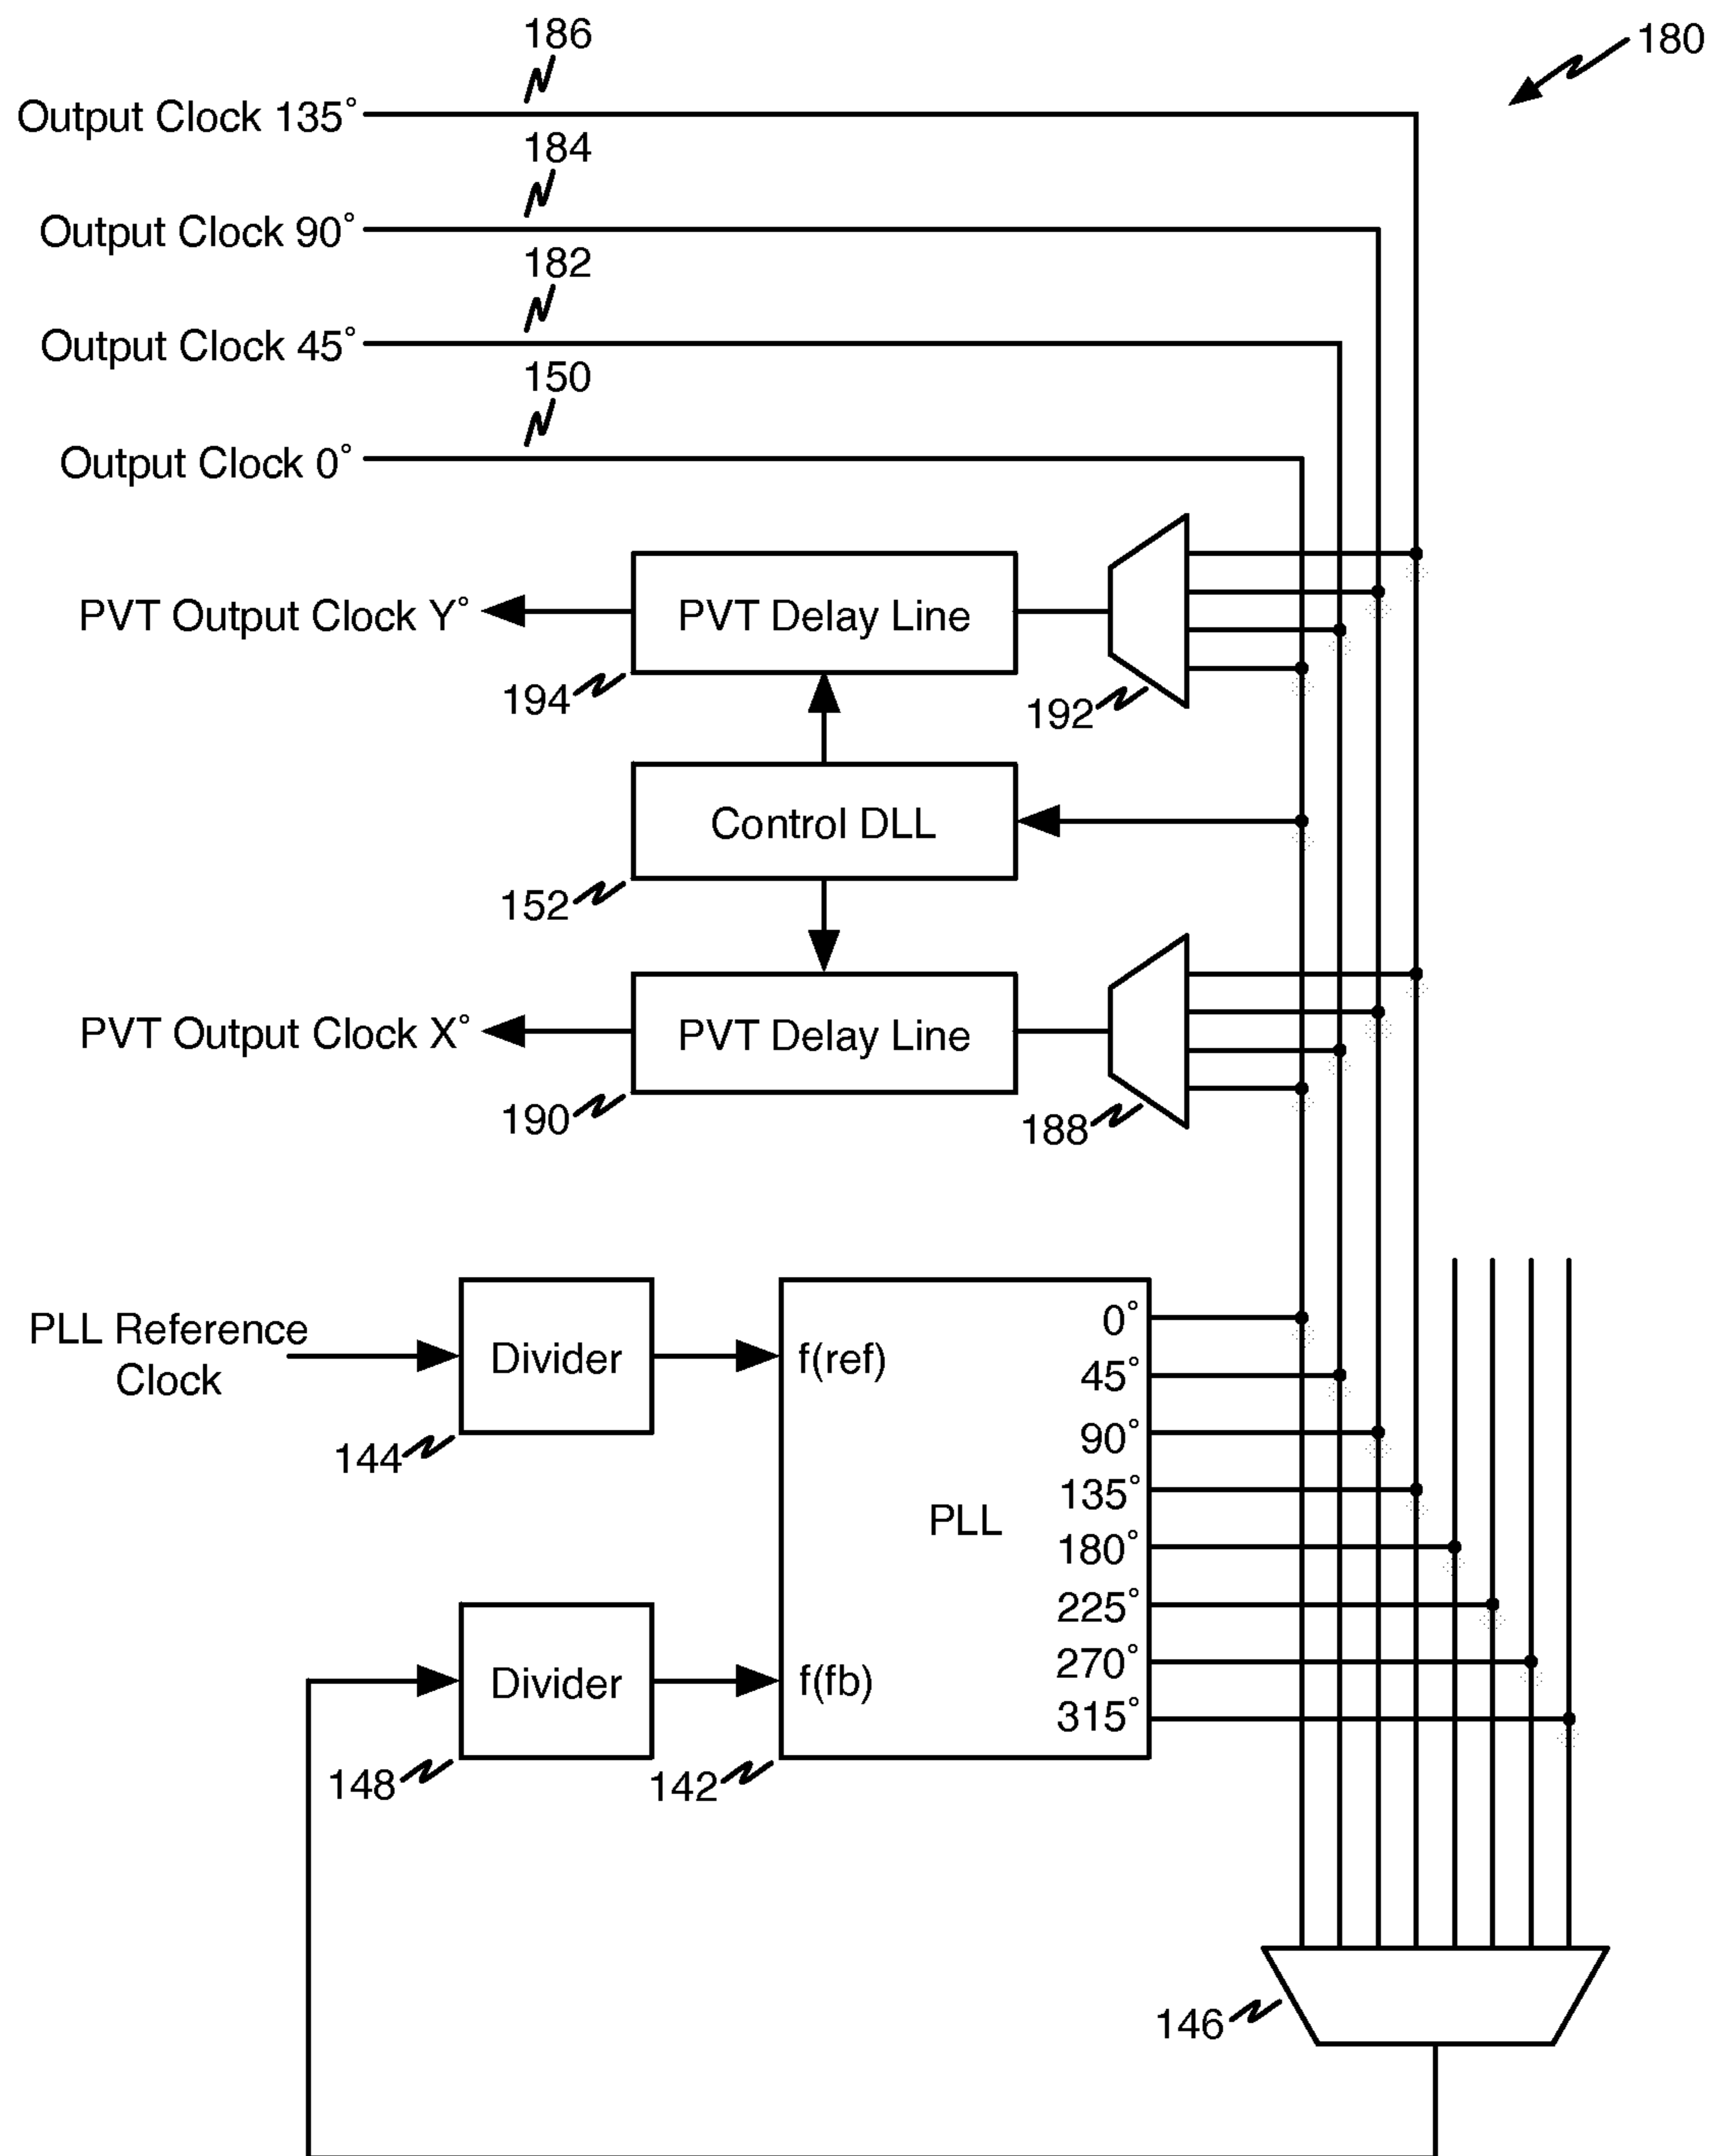 186
180
Output Clock 135°
184
Output Clock 90°
182
Output Clock 45°
150
Output Clock 0°
PVT Output Clock Y°
PVT Delay Line
194
192
Control DLL
152
PVT Output Clock X°
PVT Delay Line
190
188
PLL Reference
Clock
Divider
144
f(ref)
0°
45°
90°
135°
PLL
180°
225°
270°
315°
Divider
f(fb)
148
142
146